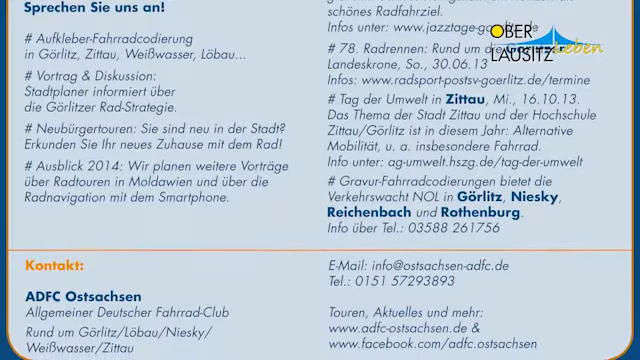 Sprechen Sie uns an!
# Aufkleber-Fahrradcodierung
in Görlitz, Zittau, Weißwasser, Löbau...
# Vortrag & Diskussion:
Stadtplaner informiert über
die Görlitzer Rad-Strategie.
# Neubürgertouren: Sie sind neu in der Stadt?
Erkunden Sie Ihr neues Zuhause mit dem Rad!
# Ausblick 2014: Wir planen weitere Vorträge
über Radtouren in Moldawien und über die
Radnavigation mit dem Smartphone.
schönes Radfahrziel.
Infos unter: www.jazztage-goerlitz.de
# 78. Radrennen: Rund um die
Landeskrone, So., 30.06.13
Infos: www.radsport-postsv-goerlitz.de/termine
# Tag der Umwelt in Zittau, Mi., 16.10.13.
Das Thema der Stadt Zittau und der Hochschule
Zittau/Görlitz ist in diesem Jahr: Alternative
Mobilität, u. a. insbesondere Fahrrad.
Info unter: ag-umwelt.hszg.de/tag-der-umwelt
# Gravur-Fahrradcodierungen bietet die
Verkehrswacht NOL in Görlitz, Niesky,
Reichenbach und Rothenburg.
Info über Tel.: 03588 261756
OBER
LAUSITZ
Leben
Kontakt:
ADFC Ostsachsen
Allgemeiner Deutscher Fahrrad-Club
Rund um Görlitz/Löbau/Niesky/
Weißwasser/Zittau
E-Mail: info@ostsachsen-adfc.de
Tel.: 0151 57293893
Touren, Aktuelles und mehr:
www.adfc-ostsachsen.de &
www.facebook.com/adfc.ostsachsen